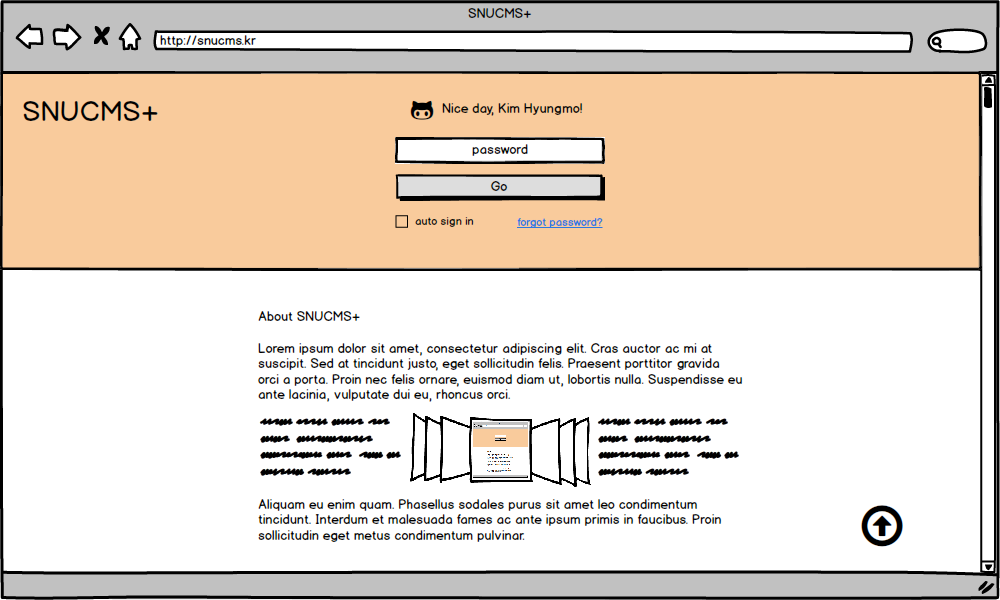 SNUCMS+
http://snucms.kr
SNUCMS+
Nice day, Kim Hyungmo!
password
Go
auto sign in
forgot password?
About SNUCMS+
Lorem ipsum dolor sit amet, consectetur adipiscing elit. Cras auctor ac mi at
suscipit. Sed at tincidunt justo, eget sollicitudin felis. Praesent porttitor gravida
orci a porta. Proin nec felis ornare, euismod diam ut, lobortis nulla. Suspendisse eu
ante lacinia, vulputate dui eu, rhoncus orci.
Aliquam eu enim quam. Phasellus sodales purus sit amet leo condimentum
tincidunt. Interdum et malesuada fames ac ante ipsum primis in faucibus. Proin
sollicitudin eget metus condimentum pulvinar.